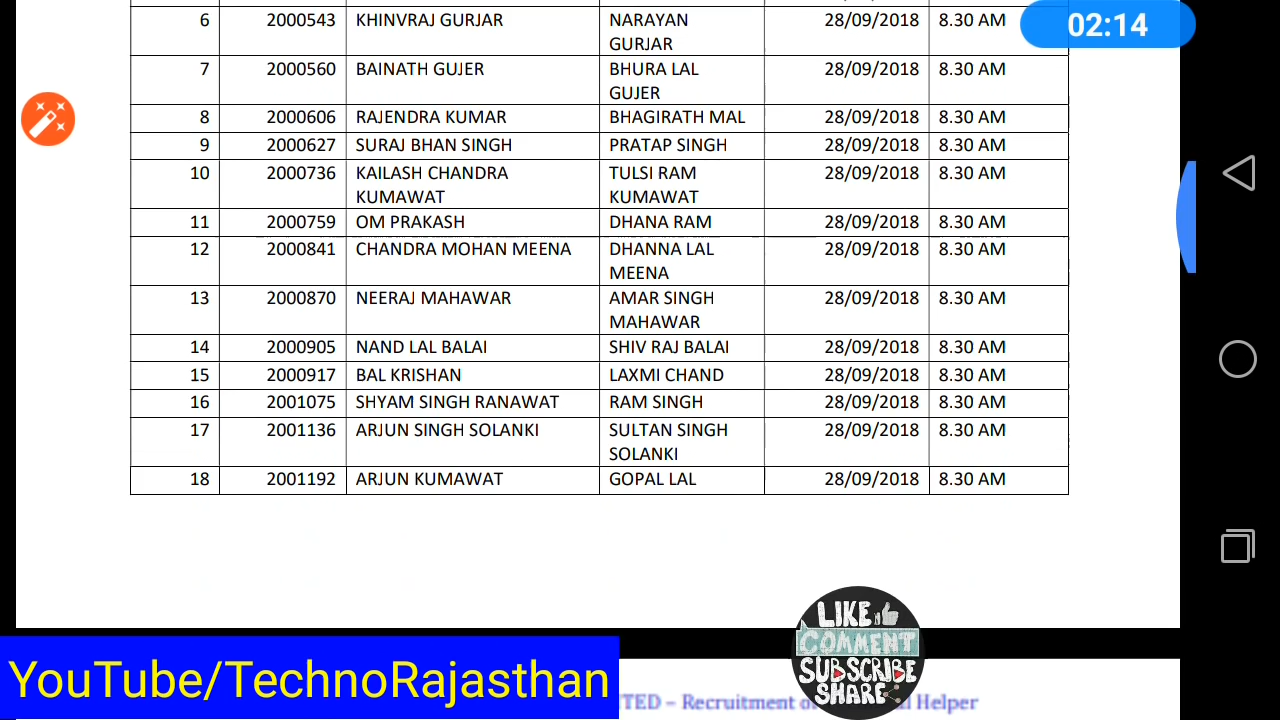 6 2000543 KHINVRAJ GURJAR NARAYAN 28/09/2018 8.30 AM
GURJAR
02:14
7 2000560 BAINATH GUJER BHURA LAL 28/09/2018 8.30 AM
GUJER
8 2000606 RAJENDRA KUMAR BHAGIRATH MAL 28/09/2018 8.30 AM
9 2000627 SURAJ BHAN SINGH PRATAP SINGH 28/09/2018 8.30 AM
10 2000736 KAILASH CHANDRA TULSI RAM 28/09/2018 8.30 AM
KUMAWAT KUMAWAT
11 2000759 OM PRAKASH DHANA RAM 28/09/2018 8.30 AM
12 2000841 CHANDRA MOHAN MEENA DHANNA LAL 28/09/2018 8.30 AM
MEENA
13 2000870 NEERAJ MAHAWAR AMAR SINGH 28/09/2018 8.30 AM
MAHAWAR
14 2000905 NAND LAL BALAI SHIV RAJ BALAI 28/09/2018 8.30 AM
15 2000917 BAL KRISHAN LAXMI CHAND 28/09/2018 8.30 AM
16 2001075 SHYAM SINGH RANAWAT RAM SINGH 28/09/2018 8.30 AM
17 2001136 ARJUN SINGH SOLANKI SULTAN SINGH 28/09/2018 8.30 AM
SOLANKI
18 2001192 ARJUN KUMAWAT GOPAL LAL 28/09/2018 8.30 AM
LIKE
COMMENT
SUBSCRIBE
SHARE
YouTube/TechnoRajasthan
– Recruitment Helper